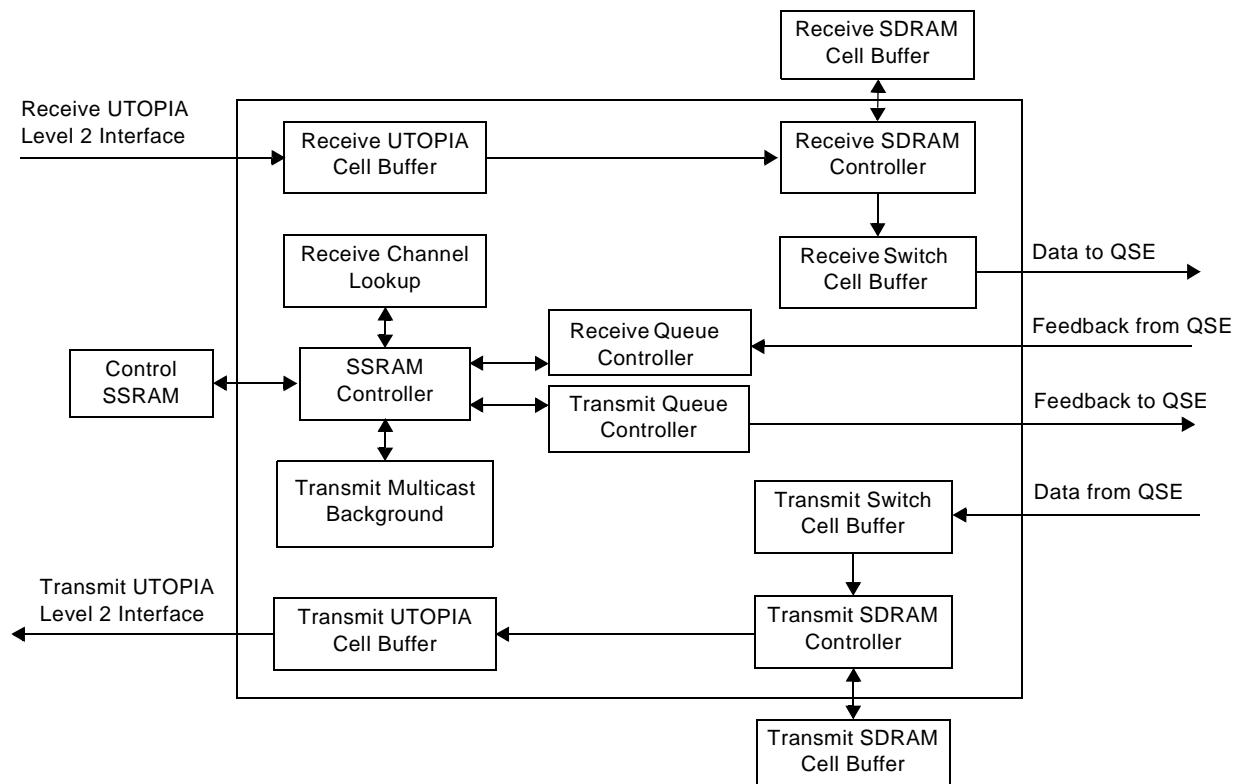 Receive SDRAM
Cell Buffer
Receive UTOPIA
Level 2 Interface
Receive UTOPIA
Cell Buffer
Receive SDRAM
Controller
Receive Channel
Lookup
Receive Switch
Cell Buffer
Data to QSE
Receive Queue
Controller
Feedback from QSE
Control
SSRAM
SSRAM
Controller
Transmit Queue
Controller
Feedback to QSE
Transmit Multicast
Background
Transmit Switch
Cell Buffer
Data from QSE
Transmit UTOPIA
Level 2 Interface
Transmit UTOPIA
Cell Buffer
Transmit SDRAM
Controller
Transmit SDRAM
Cell Buffer